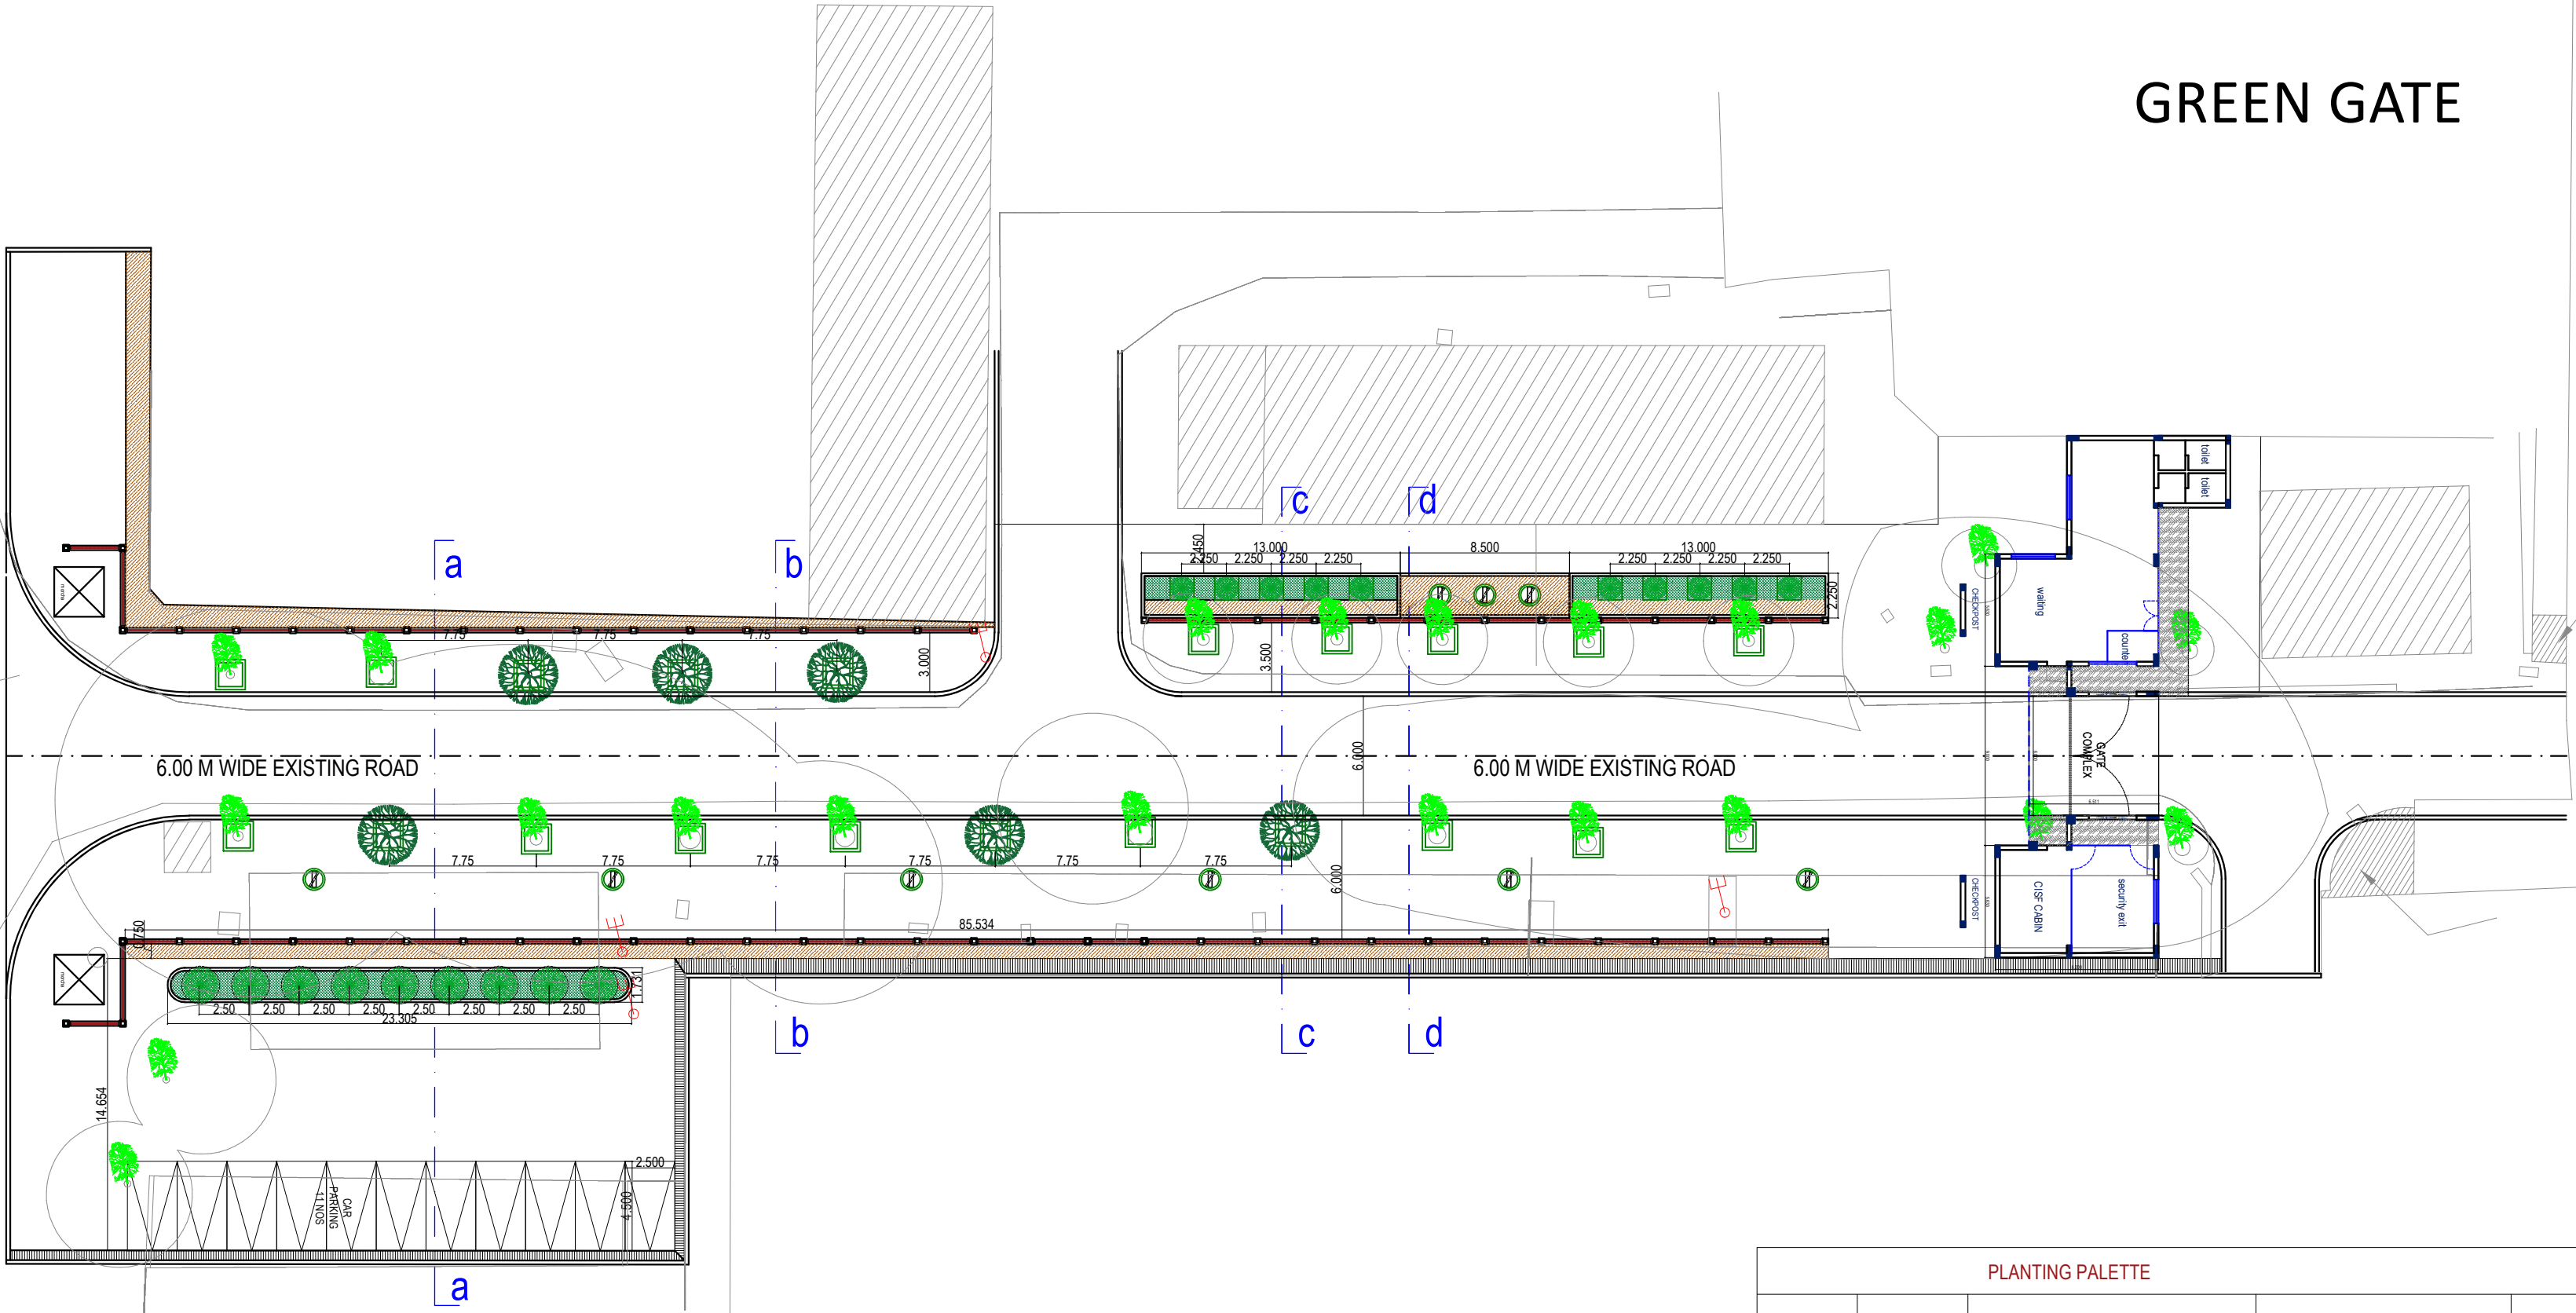 GREEN GATE
toilet
toilet
c
d
a
b
2.450
13.000
8.500
13.000
2.250
2.250
2.250
2.250
2.250
2.250
2.250
2.250
2.250
waiting
CHECKPOST
counte
7.75
7.75
7.75
3.000
3.500
6.000
GATE
COMPLEX
6.00 M WIDE EXISTING ROAD
6.00 M WIDE EXISTING ROAD
7.75
7.75
7.75
7.75
7.75
7.75
6.000
CHECKPOST
CISF CABIN
security exit
0.750
85.534
1.731
2.50
2.50
2.50
2.50
2.50
2.50
2.50
2.50
23.305
b
c
d
14.654
2.500
4.500
CAR
PARKING
11 NOS
a
PLANTING PALETTE